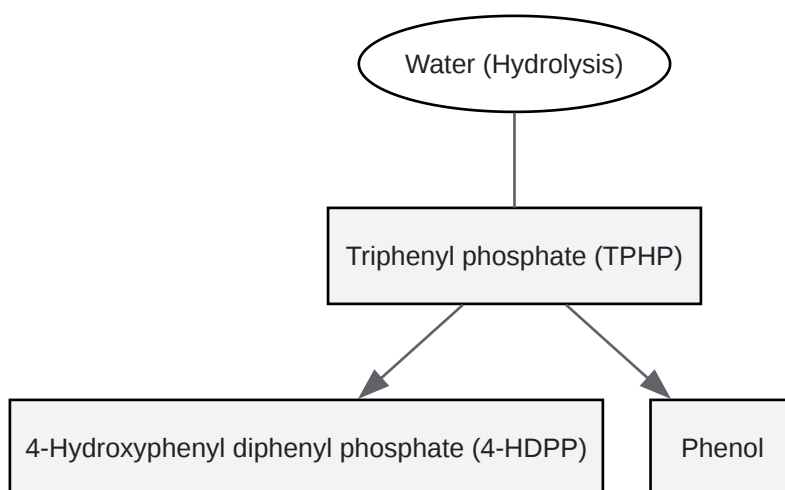 Water (Hydrolysis)
Triphenyl phosphate (TPHP)
4-Hydroxyphenyl diphenyl phosphate (4-HDPP)
Phenol